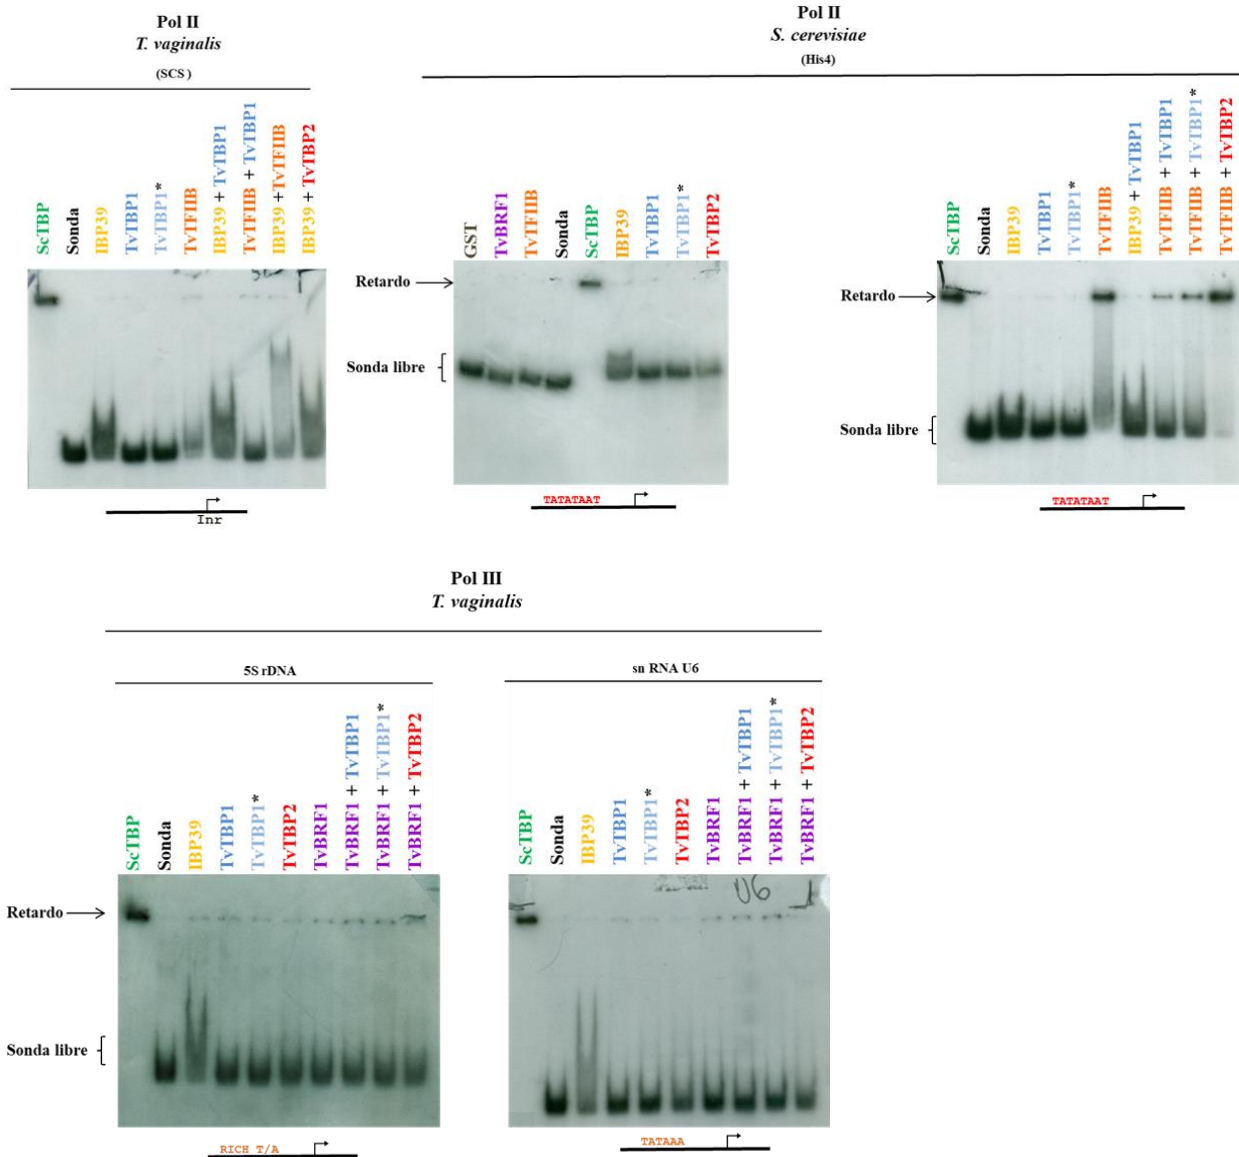 Pol II
T. vaginalis
(SCS )
ScTBP
Sonda
IBP39
TvTBP1
TvTBP1*
TvTFIIB
IBP39 + TvTBP1
TvTFIIB + TvTBP1
IBP39 +TvTFIIB
IBP39 + TvTBP2
Inr
Pol II
S. cerevisiae
(His4)
GST
TvBRF1
TvTFIIB
Sonda
ScTBP
IBP39
TvTBP1
TvTBP1*
TvTBP2
Retardo
Sonda libre
TATATAAT
ScTBP
Sonda
IBP39
TvTBP1
TvTBP1*
TvTFIIB
IBP39 + TvTBP1
TvTFIIB + TvTBP1
TvTFIIB + TvTBP1*
TvTFIIB + TvTBP2
Retardo
Sonda libre
TATATAAT
Pol III
T. vaginalis
5S rDNA
ScTBP
Sonda
IBP39
TvTBP1
TvTBP1*
TvTBP2
TvBRF1
TvBRF1 + TvTBP1
TvBRF1 + TvTBP1*
TvBRF1 + TvTBP2
Retardo
Sonda libre
RICH T/A
sn RNA U6
ScTBP
Sonda
IBP39
TvTBP1
TvTBP1*
TvTBP2
TvBRF1
TvBRF1 + TvTBP1
TvBRF1 + TvTBP1*
TvBRF1 + TvTBP2
U6
TATAAA